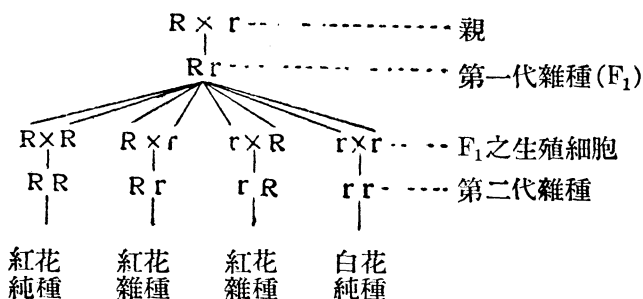 R × r 親
R r 第一代雜種(F₁)
R×R R×r r×R r×r F₁之生殖細胞
R R R r r R r r 第二代雜種
紅花 紅花 紅花 白花
純種 雜種 雜種 純種